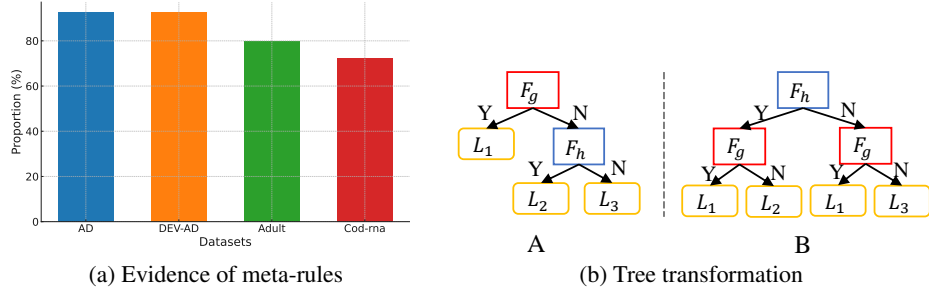 Proportion (%)
80
60
40
20
0
AD DEV-AD Adult Cod-rna
Datasets
(a) Evidence of meta-rules
F_g
Y N
L_1 F_h
Y N
L_2 L_3
A
F_h
Y N
F_g F_g
Y N Y N
L_1 L_2 L_1 L_3
B
(b) Tree transformation